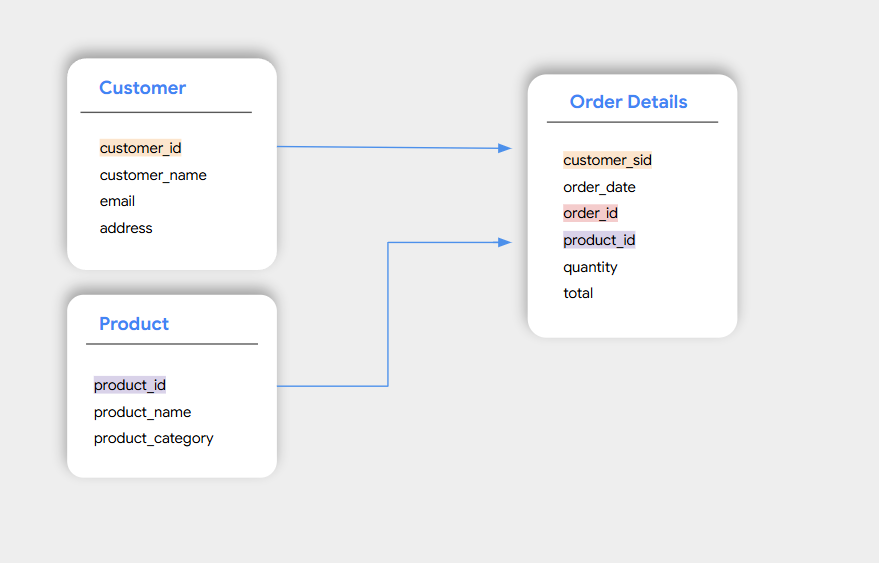 Customer
customer_id
customer_name
email
address
Product
product_id
product_name
product_category
Order Details
customer_sid
order_date
order_id
product_id
quantity
total